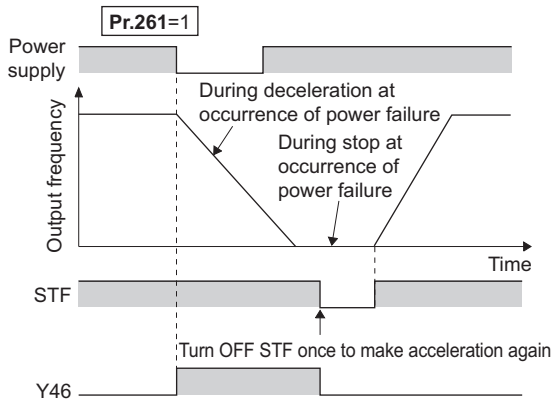 Pr.261=1
Power
supply
During deceleration at
occurrence of power failure
During stop at
occurrence of
power failure
Output frequency
Time
STF
Turn OFF STF once to make acceleration again
Y46